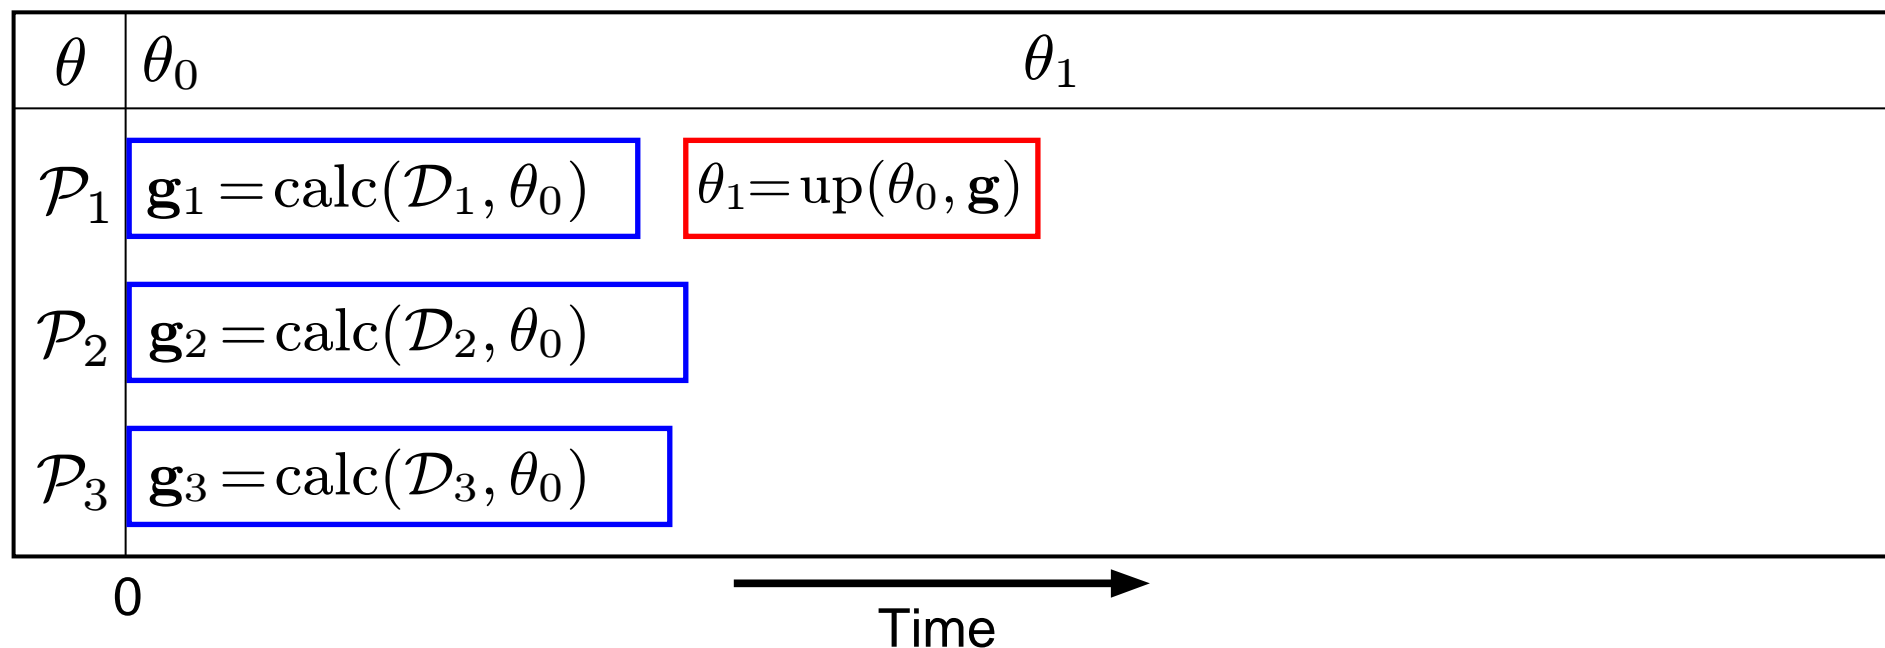 θ θ₀ θ₁
𝒫₁ 𝐠₁ = calc(𝒟₁, θ₀) θ₁ = up(θ₀, 𝐠)
𝒫₂ 𝐠₂ = calc(𝒟₂, θ₀)
𝒫₃ 𝐠₃ = calc(𝒟₃, θ₀)
0
Time